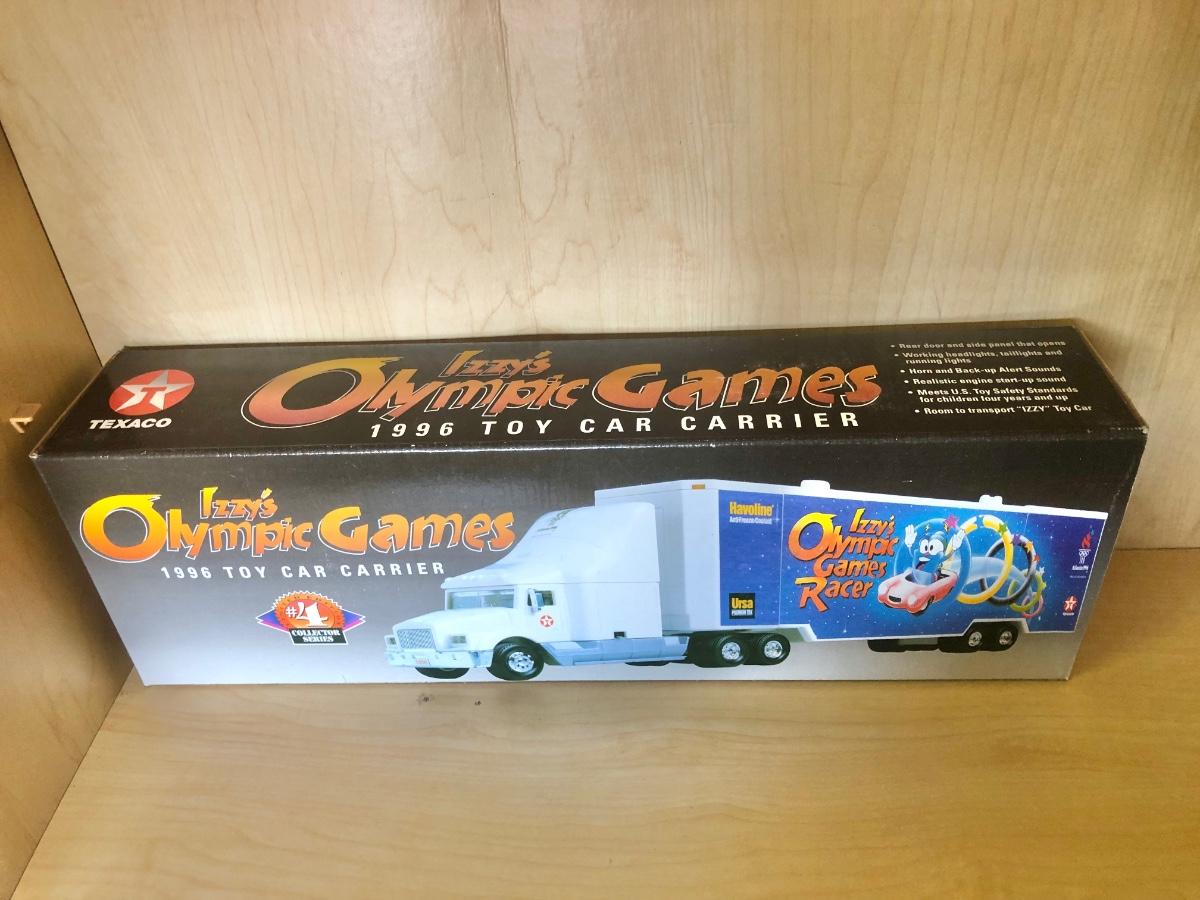 TEXACO
Izzy's
Olympic Games
1996 TOY CAR CARRIER
• Rear door and side panel that opens
• Working headlights, taillights and
running lights
• Horn and Back-up Alert Sounds
• Realistic engine start-up sound
• Meets U.S. Toy Safety Standards
for children four years and up
• Room to transport "IZZY" Toy Car
Izzy's
Olympic Games
1996 TOY CAR CARRIER
#4
COLLECTOR
SERIES
Havoline
Anti-Freeze/Coolant
Ursa
Izzy's
Olympic
Games
Racer